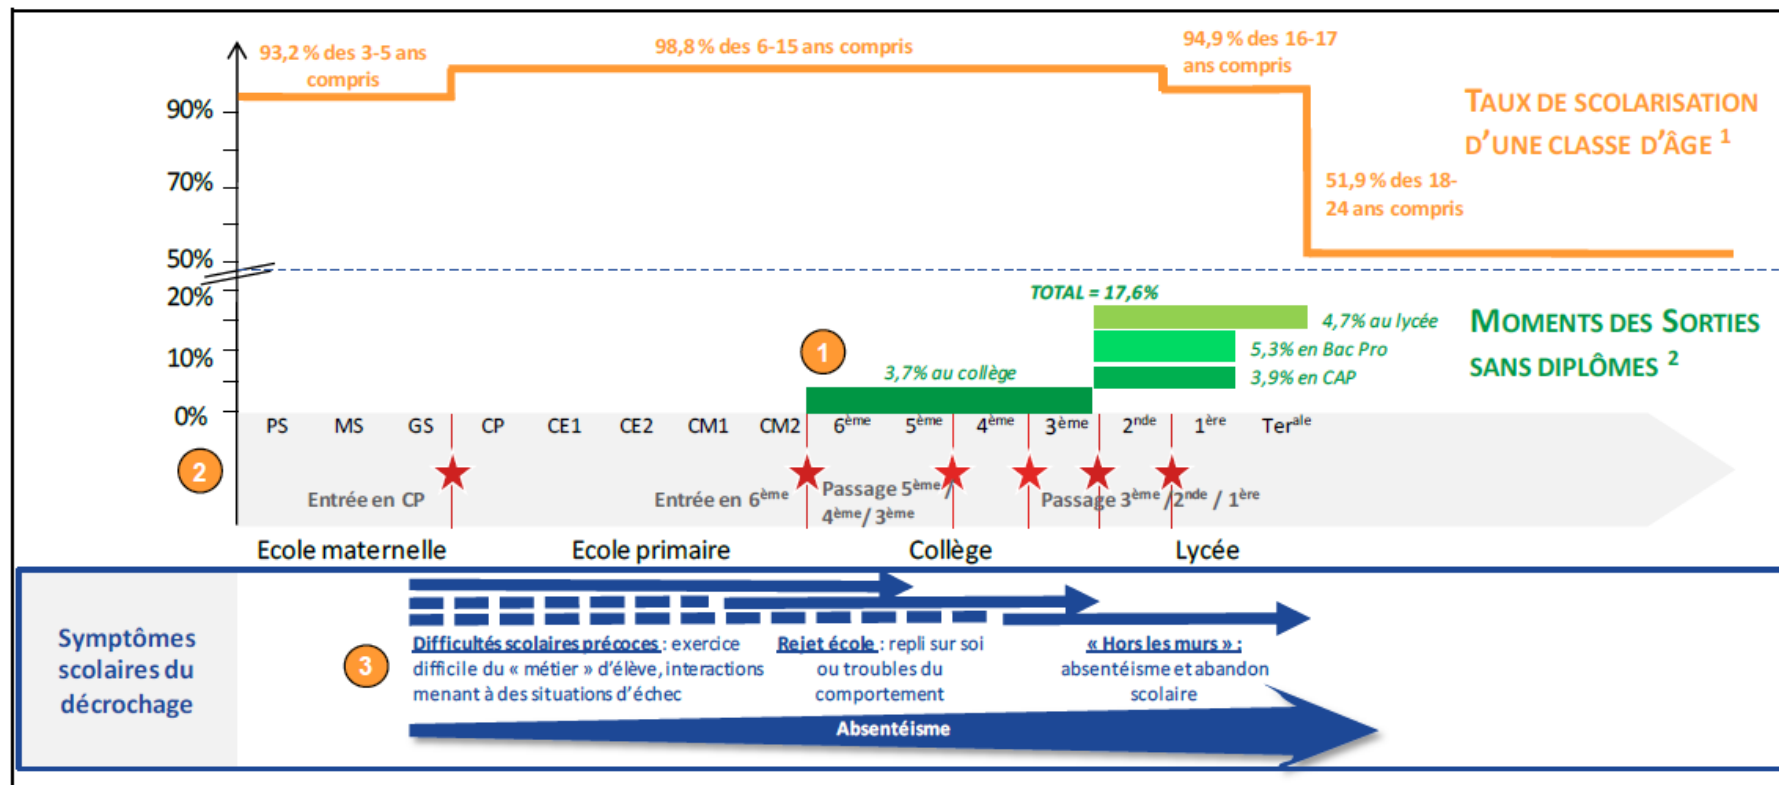 93,2 % des 3-5 ans
compris
98,8 % des 6-15 ans compris
94,9 % des 16-17
ans compris
TAUX DE SCOLARISATION
D'UNE CLASSE D'ÂGE ¹
51,9 % des 18-
24 ans compris
90%
70%
50%
20%
10%
0%
TOTAL = 17,6%
4,7% au lycée
5,3% en Bac Pro
3,9% en CAP
3,7% au collège
MOMENTS DES SORTIES
SANS DIPLÔMES ²
1
PS MS GS CP CE1 CE2 CM1 CM2 6ème 5ème 4ème 3ème 2nde 1ère Terale
2
Entrée en CP
Entrée en 6ème
Passage 5ème /
4ème/ 3ème
Passage 3ème /2nde / 1ère
Ecole maternelle Ecole primaire Collège Lycée
Symptômes
scolaires du
décrochage
3
Difficultés scolaires précoces : exercice
difficile du « métier » d'élève, interactions
menant à des situations d'échec
Rejet école : repli sur soi
ou troubles du
comportement
« Hors les murs » :
absentéisme et abandon
scolaire
Absentéisme